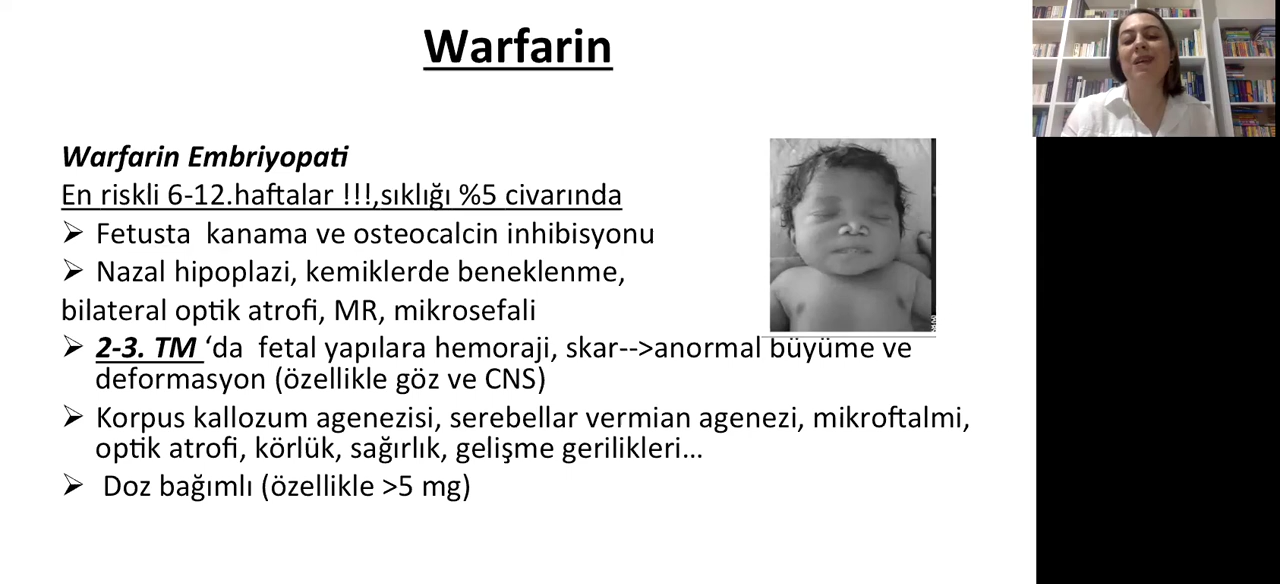 Warfarin
Warfarin Embriyopati
En riskli 6-12.haftalar !!!,sıklığı %5 civarında
➢ Fetusta kanama ve osteocalcin inhibisyonu
➢ Nazal hipoplazi, kemiklerde beneklenme,
bilateral optik atrofi, MR, mikrosefali
➢ 2-3. TM ‘da fetal yapılara hemoraji, skar-->anormal büyüme ve
deformasyon (özellikle göz ve CNS)
➢ Korpus kallozum agenezisi, serebellar vermian agenezi, mikroftalmi,
optik atrofi, körlük, sağırlık, gelişme gerilikleri…
➢ Doz bağımlı (özellikle >5 mg)